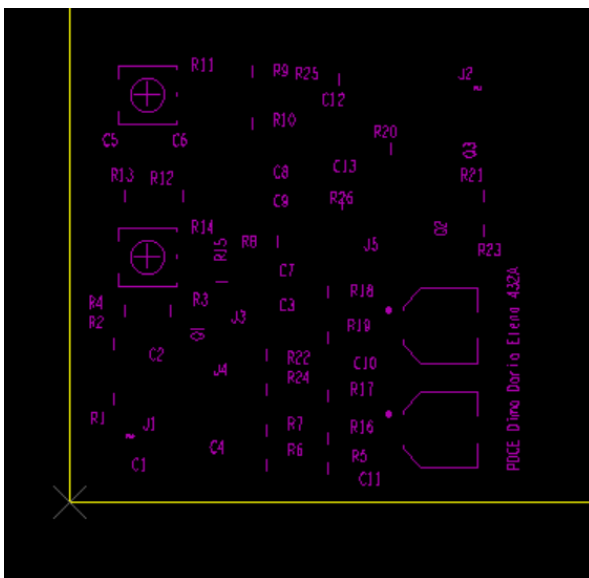 R11
R9 R25
J2
C12
R10
R20
C5
C6
Q3
C8
C13
R21
R13 R12
C9
R26
R14
R15
R8
J5
Q2
R23
C7
R4
R3
C3
R18
R2
J3
R19
Q1
C2
R22
C10
J4
R24
R17
R1
J1
R7
R16
C4
R6
R5
C1
C11
PDCE Dima Dario Elena 432A